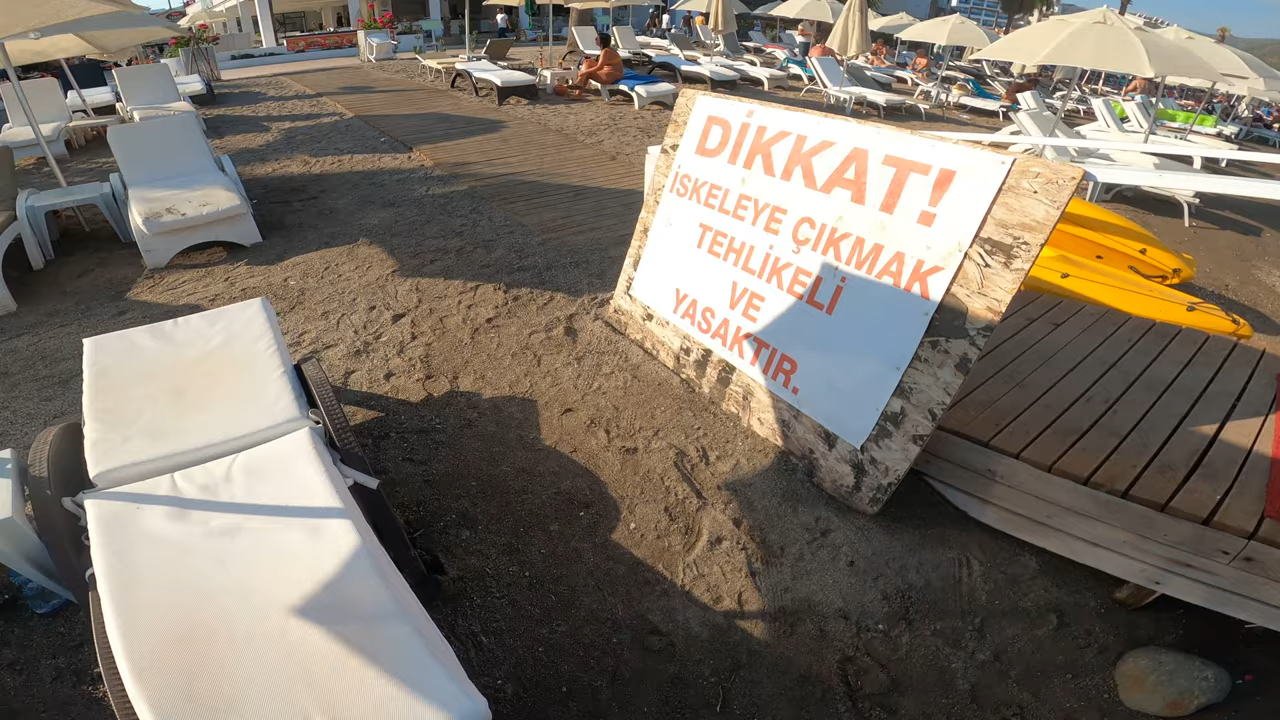 DİKKAT!
İSKELEYE ÇIKMAK
TEHLİKELİ
VE
YASAKTIR.